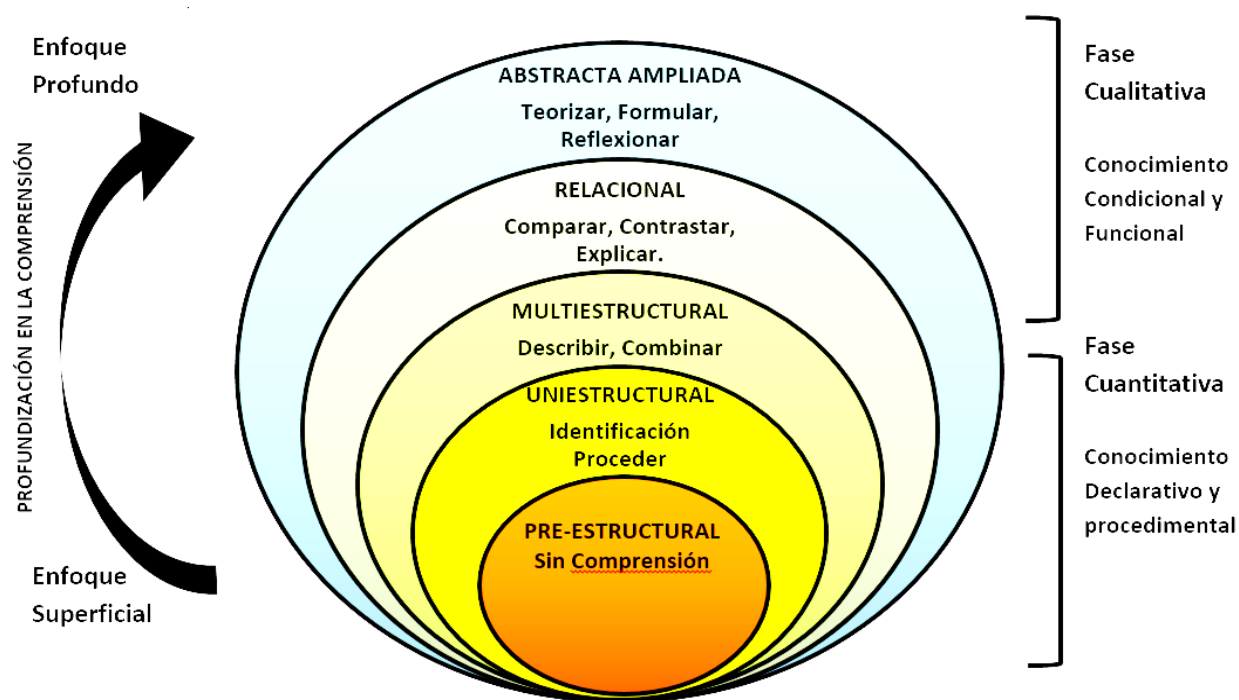 Enfoque
Profundo
PROFUNDIZACIÓN EN LA COMPRENSIÓN
Enfoque
Superficial
ABSTRACTA AMPLIADA
Teorizar, Formular,
Reflexionar
RELACIONAL
Comparar, Contrastar,
Explicar.
MULTIESTRUCTURAL
Describir, Combinar
UNIESTRUCTURAL
Identificación
Proceder
PRE-ESTRUCTURAL
Sin Comprensión
Fase
Cualitativa
Conocimiento
Condicional y
Funcional
Fase
Cuantitativa
Conocimiento
Declarativo y
procedimental